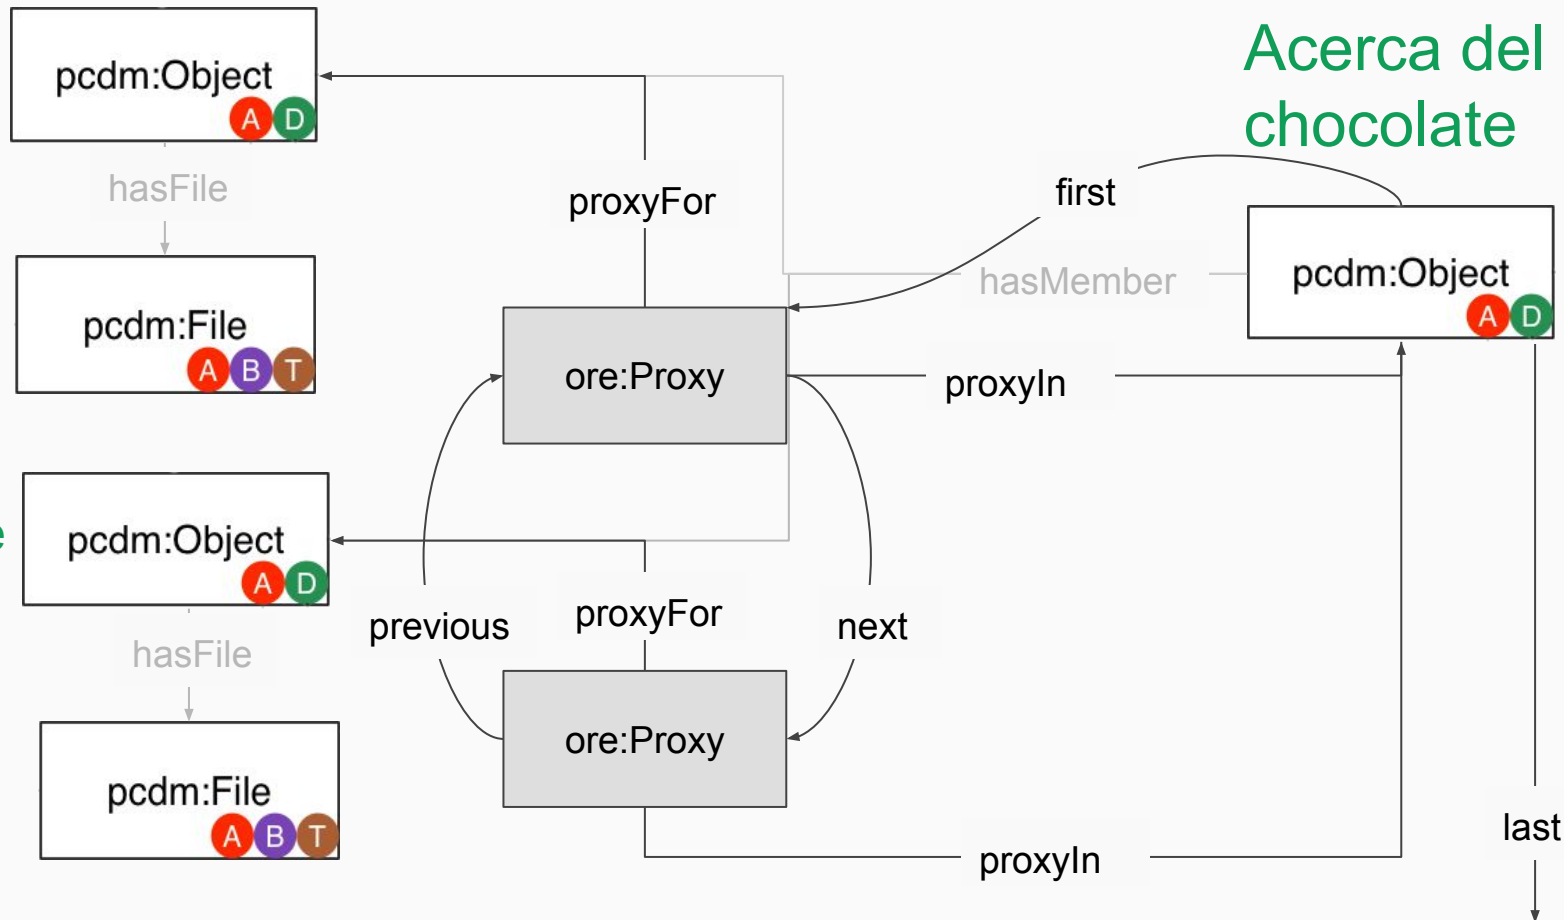 Acerca del
chocolate
pcdm:Object
A D
hasFile
proxyFor
first
hasMember
pcdm:Object
A D
pcdm:File
A B T
ore:Proxy
proxyIn
pcdm:Object
A D
previous
proxyFor
next
hasFile
ore:Proxy
pcdm:File
A B T
last
proxyIn